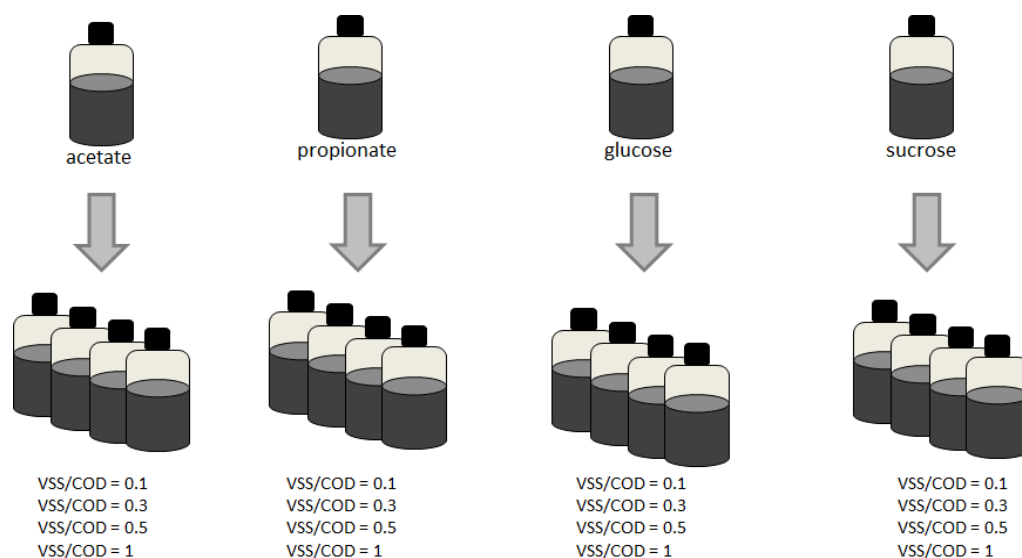 acetate
propionate
glucose
sucrose
VSS/COD = 0.1
VSS/COD = 0.3
VSS/COD = 0.5
VSS/COD = 1
VSS/COD = 0.1
VSS/COD = 0.3
VSS/COD = 0.5
VSS/COD = 1
VSS/COD = 0.1
VSS/COD = 0.3
VSS/COD = 0.5
VSS/COD = 1
VSS/COD = 0.1
VSS/COD = 0.3
VSS/COD = 0.5
VSS/COD = 1